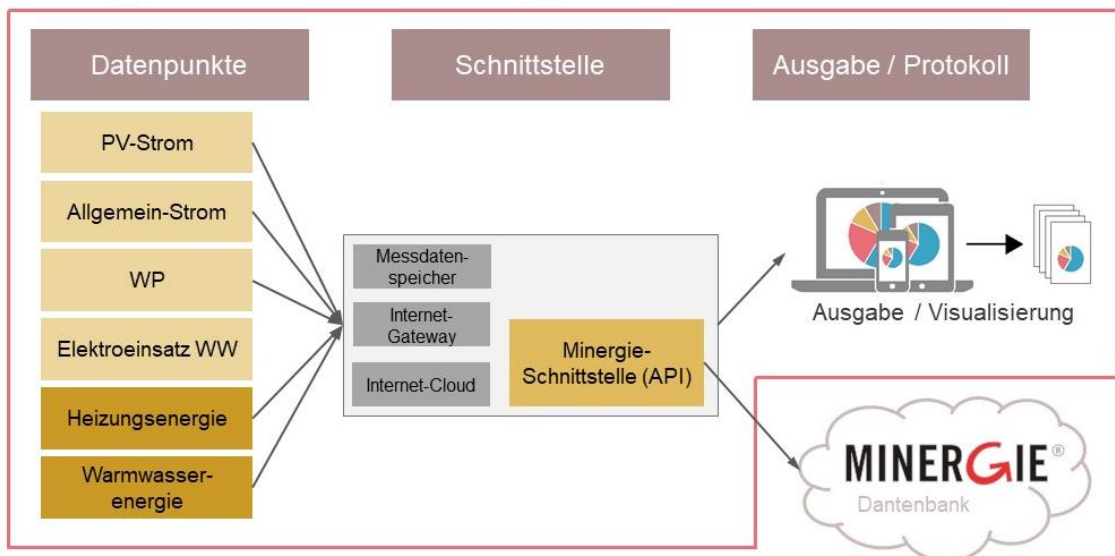 Datenpunkte
Schnittstelle
Ausgabe / Protokoll
PV-Strom
Allgemein-Strom
WP
Elektroeinsatz WW
Heizungsenergie
Warmwasser-
energie
Messdaten-
speicher
Internet-
Gateway
Internet-Cloud
Minergie-
Schnittstelle (API)
Ausgabe / Visualisierung
MINERGIE®
Dantenbank